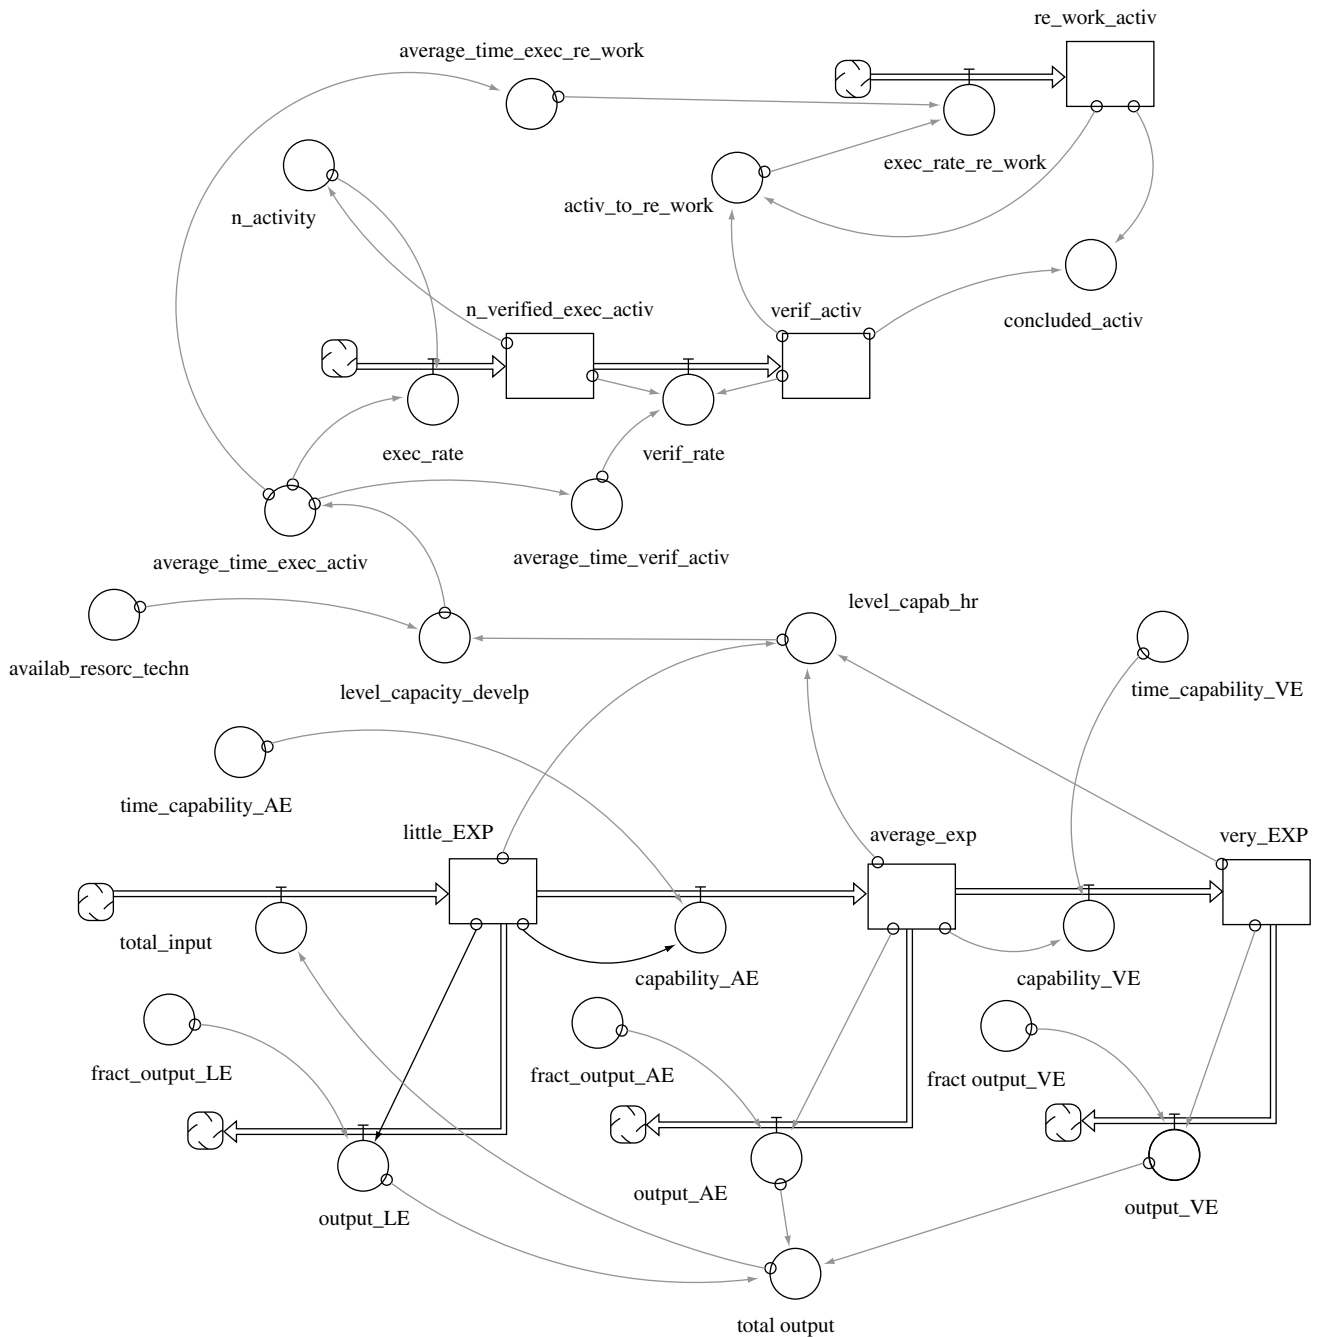 re_work_activ
average_time_exec_re_work
exec_rate_re_work
activ_to_re_work
n_activity
n_verified_exec_activ
verif_activ
concluded_activ
exec_rate
verif_rate
average_time_exec_activ
average_time_verif_activ
level_capab_hr
availab_resorc_techn
level_capacity_develp
time_capability_VE
time_capability_AE
little_EXP
average_exp
very_EXP
total_input
capability_AE
capability_VE
fract_output_LE
fract_output_AE
fract output_VE
output_LE
output_AE
output_VE
total output